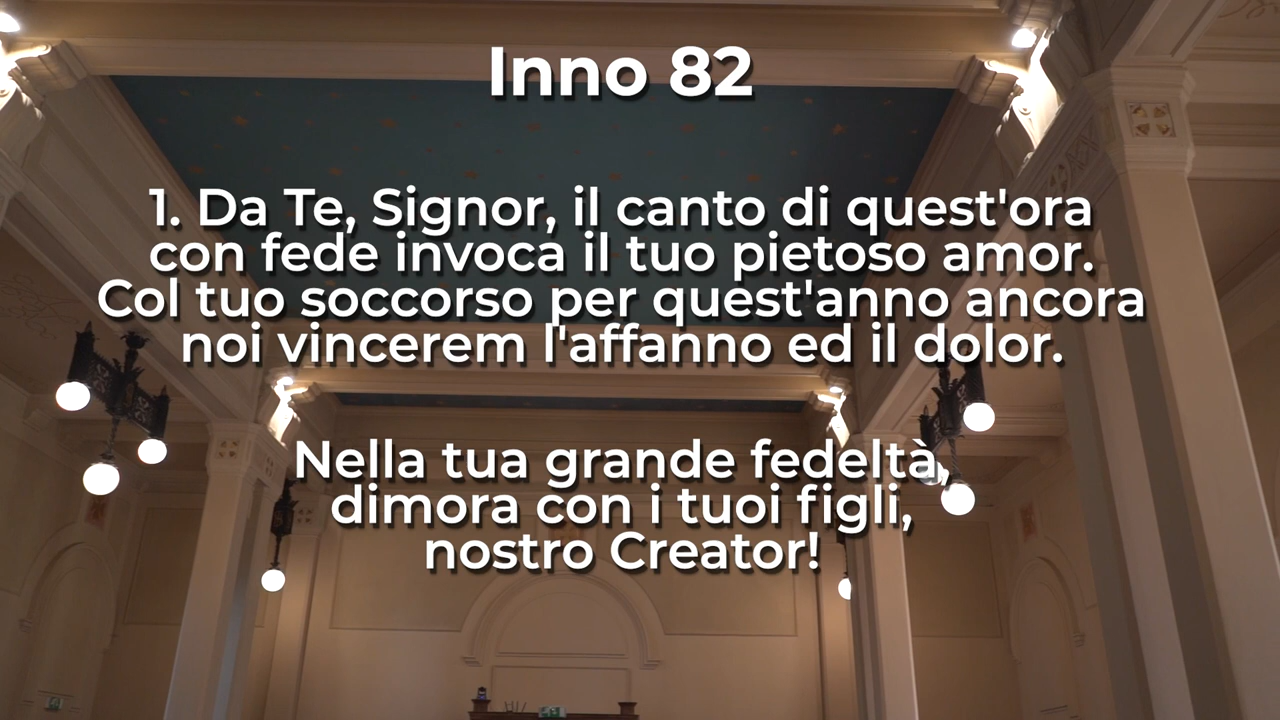 Inno 82
1. Da Te, Signor, il canto di quest'ora
con fede invoca il tuo pietoso amor.
Col tuo soccorso per quest'anno ancora
noi vincerem l'affanno ed il dolor.
Nella tua grande fedeltà,
dimora con i tuoi figli,
nostro Creator!